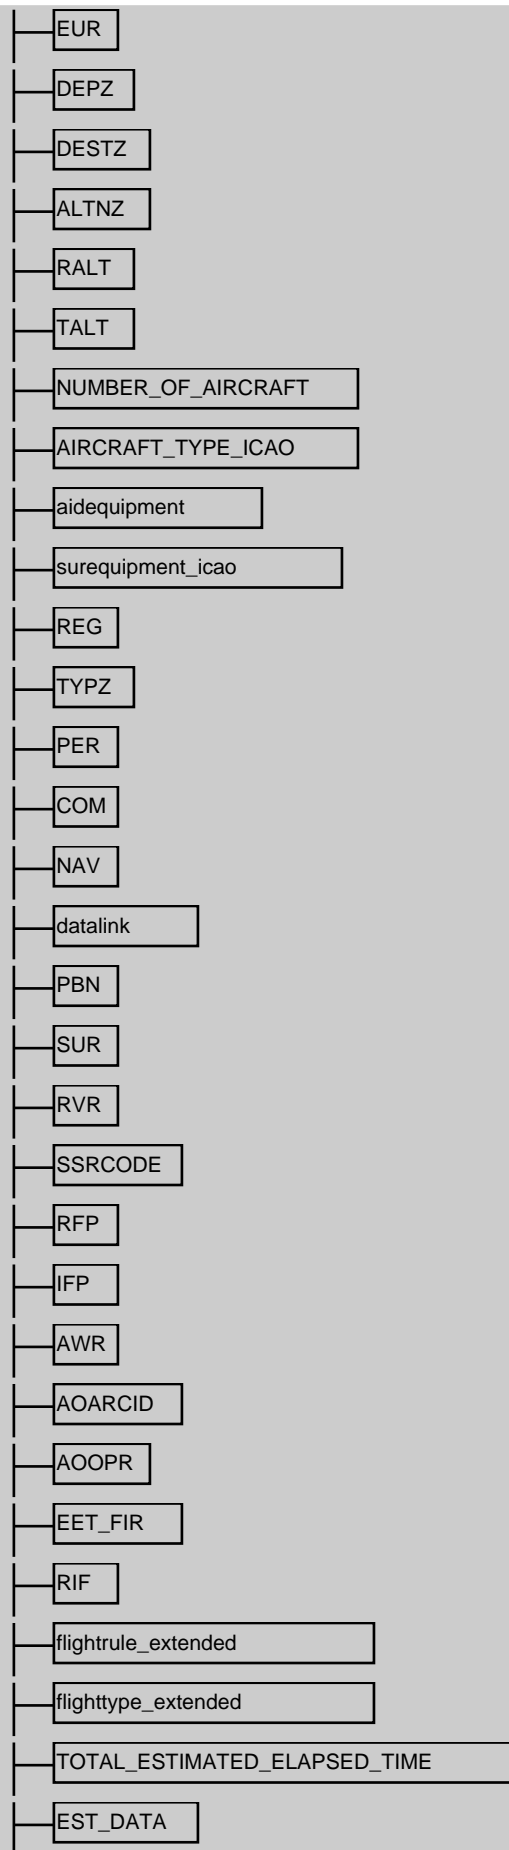 EUR
DEPZ
DESTZ
ALTNZ
RALT
TALT
NUMBER_OF_AIRCRAFT
AIRCRAFT_TYPE_ICAO
aidequipment
surequipment_icao
REG
TYPZ
PER
COM
NAV
datalink
PBN
SUR
RVR
SSRCODE
RFP
IFP
AWR
AOARCID
AOOPR
EET_FIR
RIF
flightrule_extended
flighttype_extended
TOTAL_ESTIMATED_ELAPSED_TIME
EST_DATA